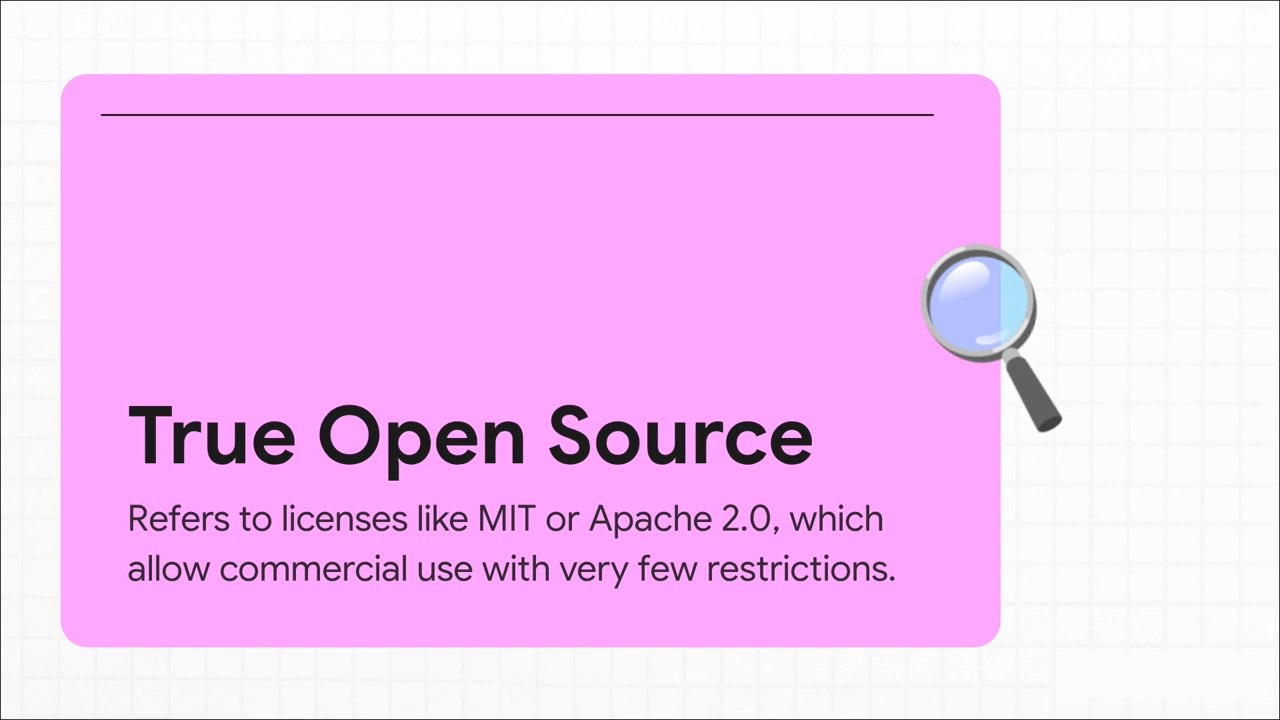 True Open Source
Refers to licenses like MIT or Apache 2.0, which
allow commercial use with very few restrictions.